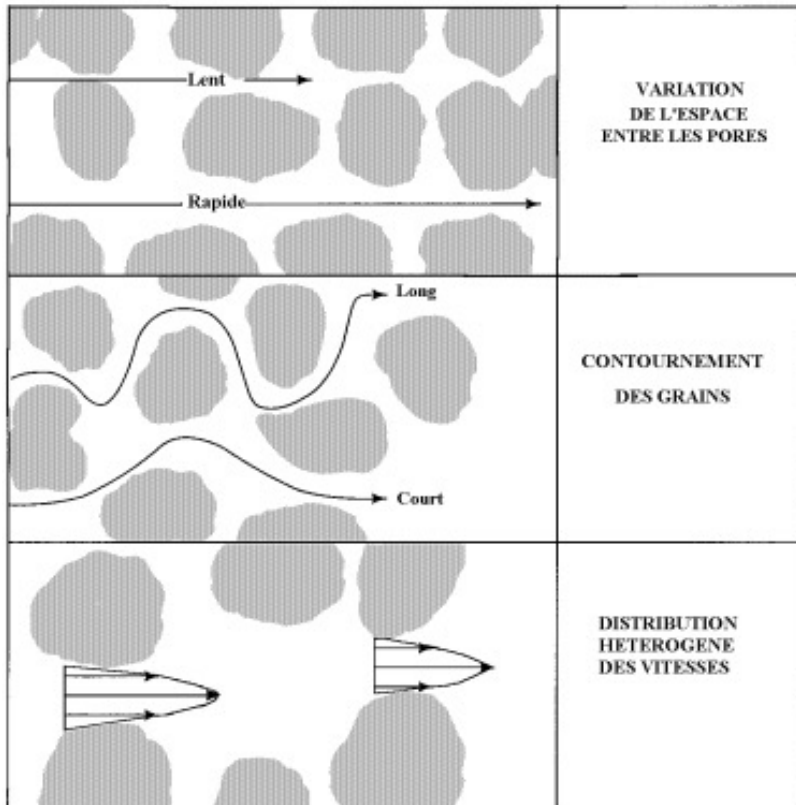 Lent
VARIATION
DE L'ESPACE
ENTRE LES PORES
Rapide
Long
CONTOURNEMENT
DES GRAINS
Court
DISTRIBUTION
HETEROGENE
DES VITESSES